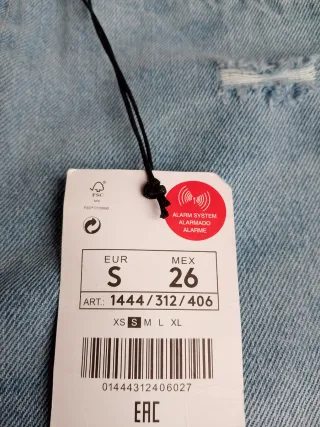 FSC
ALARM SYSTEM
ALARMADO
ALARME
EUR MEX
S 26
ART.: 1444/312/406
XS S M L XL
01444312406027
EAC